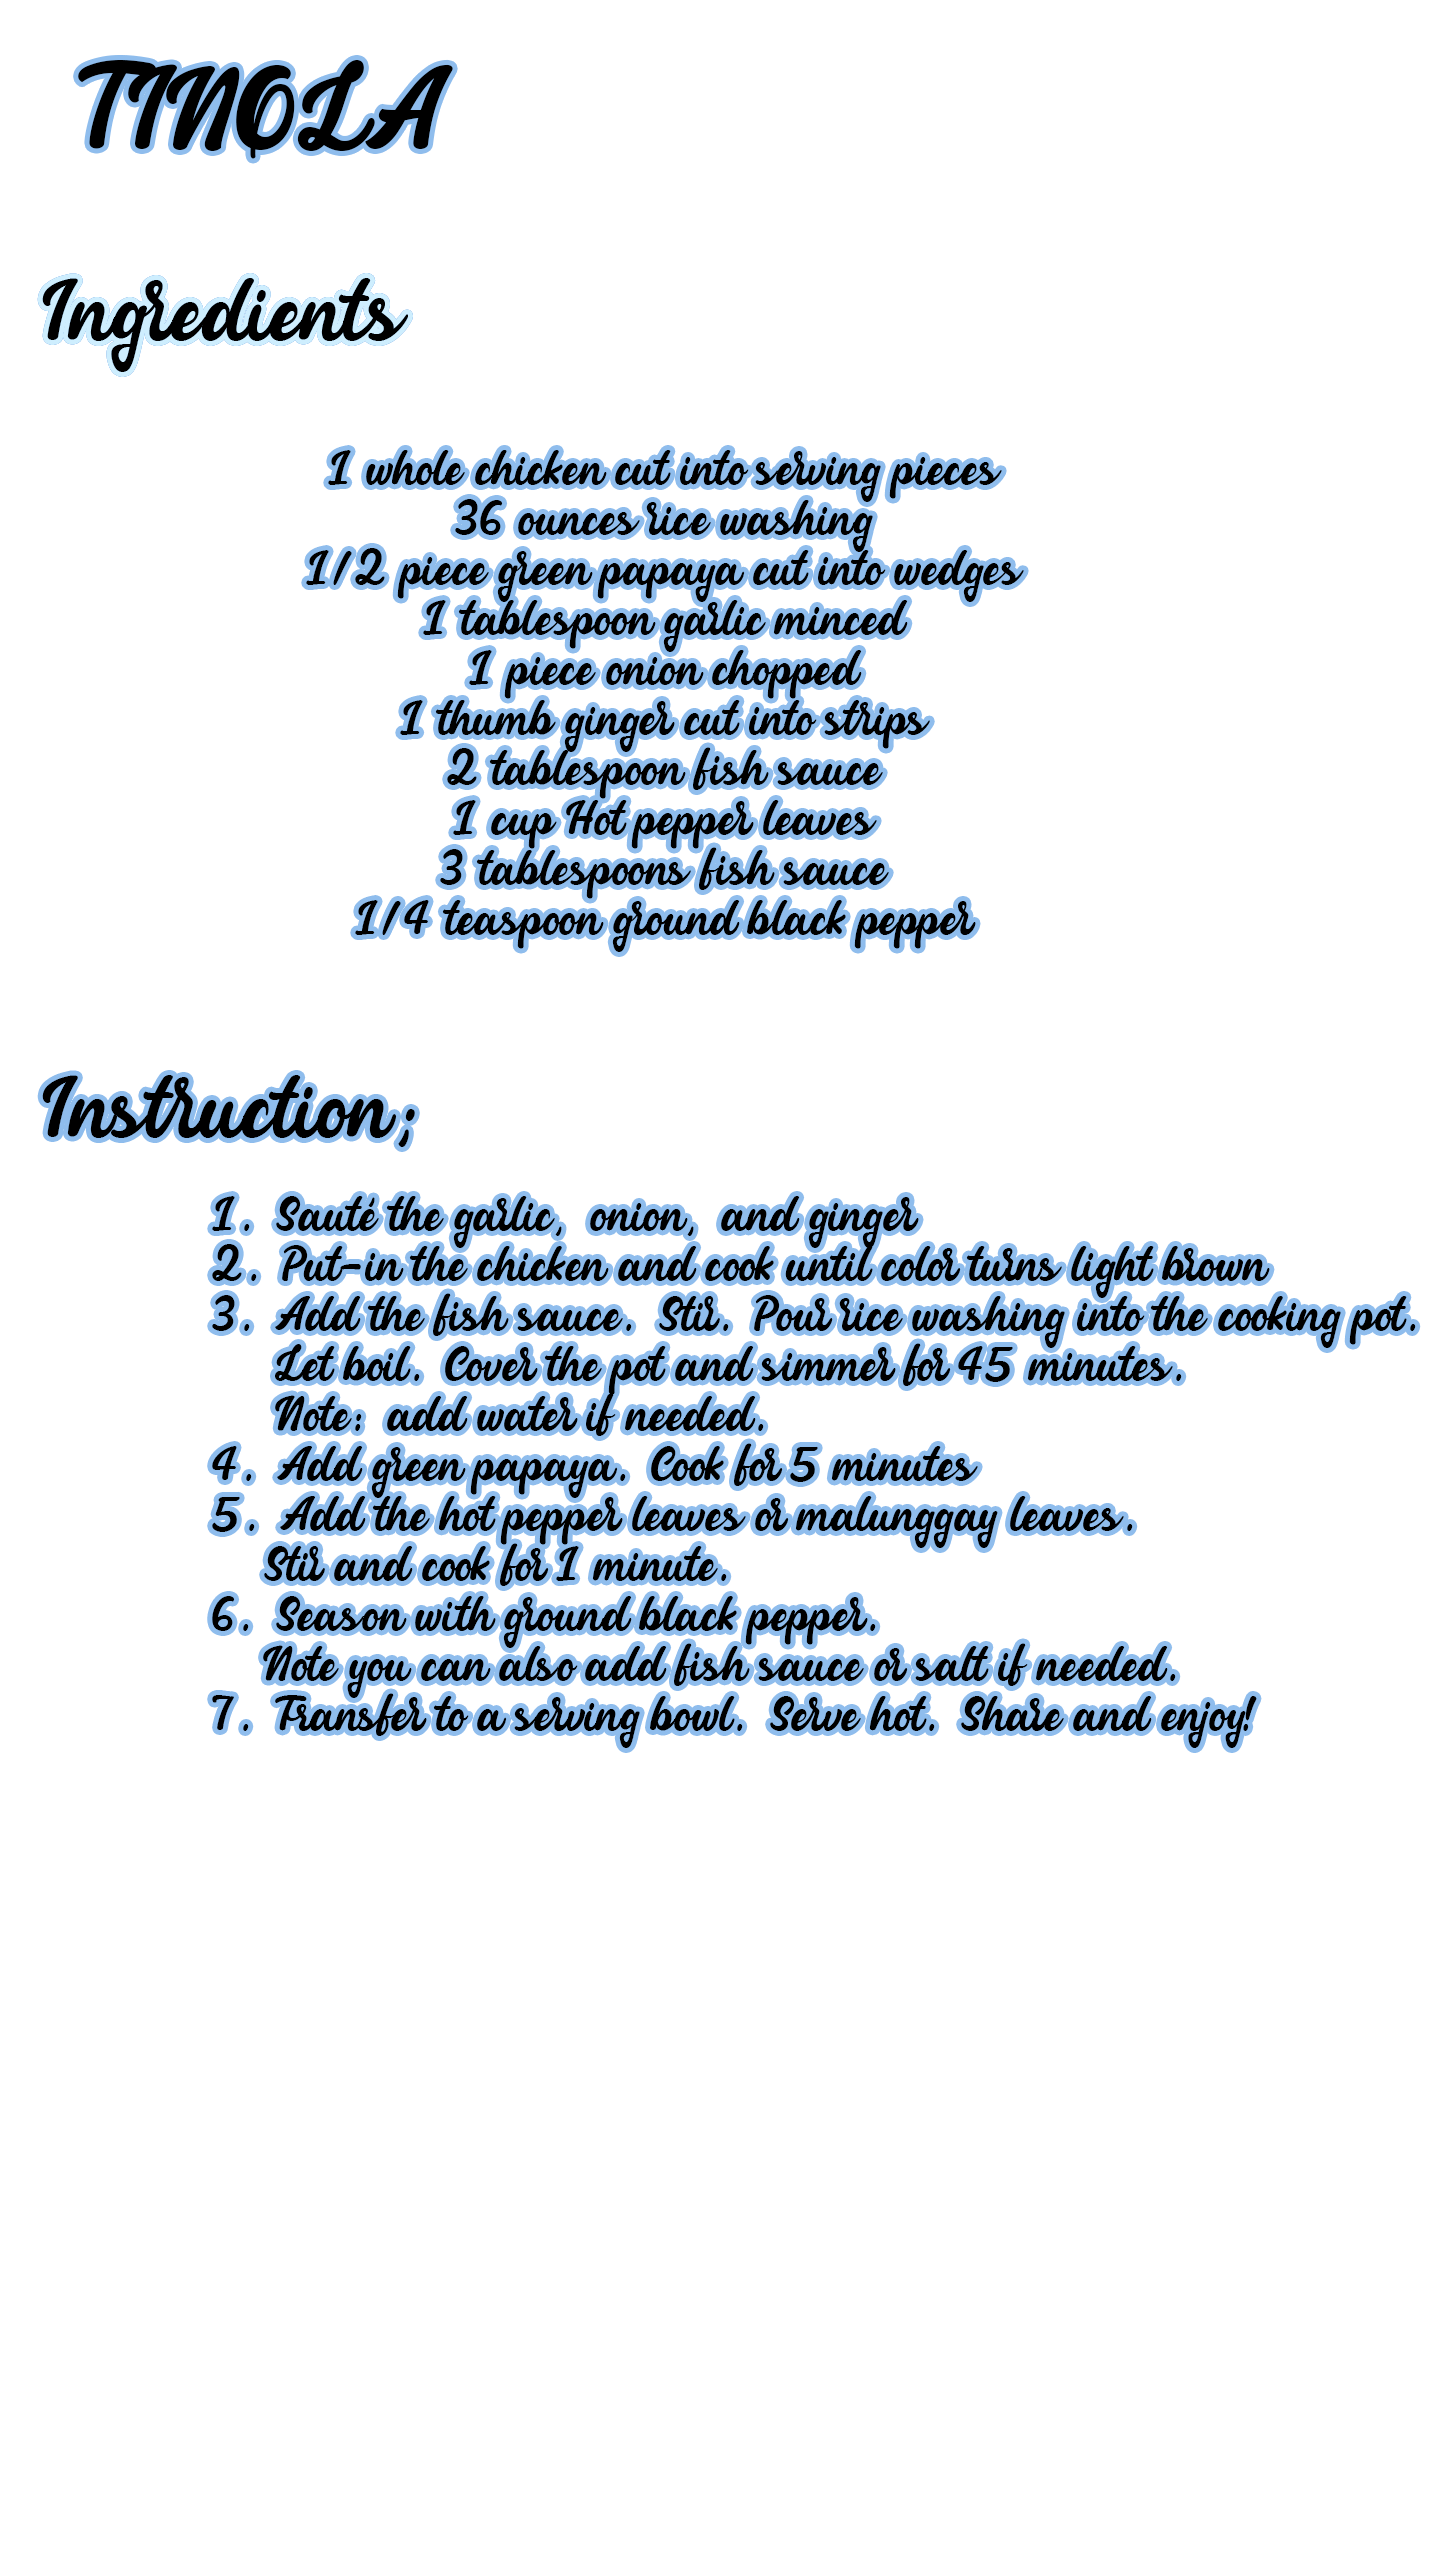 TINOLA
Ingredients
1 whole chicken cut into serving pieces
36 ounces rice washing
1/2 piece green papaya cut into wedges
1 tablespoon garlic minced
1 piece onion chopped
1 thumb ginger cut into strips
2 tablespoon fish sauce
1 cup Hot pepper leaves
3 tablespoons fish sauce
1/4 teaspoon ground black pepper
Instruction;
1. Sauté the garlic, onion, and ginger
2. Put-in the chicken and cook until color turns light brown
3. Add the fish sauce. Stir. Pour rice washing into the cooking pot.
Let boil. Cover the pot and simmer for 45 minutes.
Note: add water if needed.
4. Add green papaya. Cook for 5 minutes
5. Add the hot pepper leaves or malunggay leaves.
Stir and cook for 1 minute.
6. Season with ground black pepper.
Note you can also add fish sauce or salt if needed.
7. Transfer to a serving bowl. Serve hot. Share and enjoy!